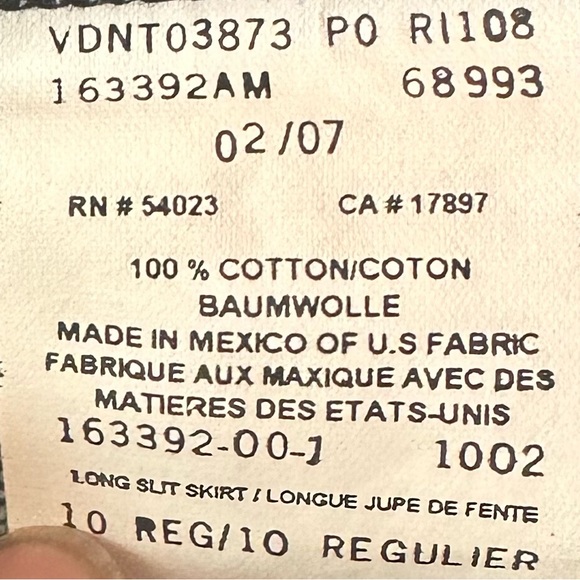 VDNT03873 PO RI108
163392AM 68993
02/07
RN # 54023 CA # 17897
100 % COTTON/COTON
BAUMWOLLE
MADE IN MEXICO OF U.S FABRIC
FABRIQUE AUX MAXIQUE AVEC DES
MATIERES DES ETATS-UNIS
163392-00-1 1002
LONG SLIT SKIRT / LONGUE JUPE DE FENTE
10 REG/10 REGULIER